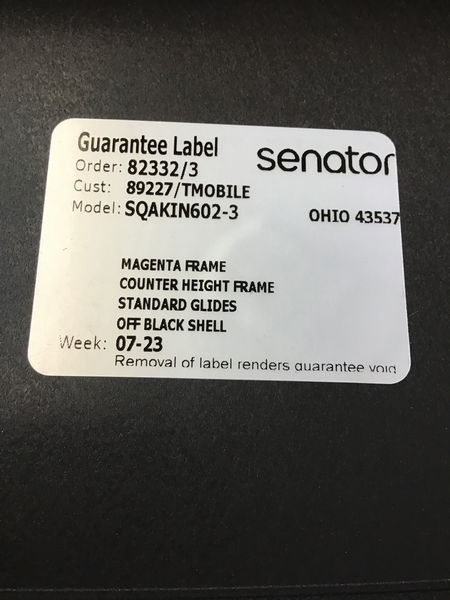 Guarantee Label
senator
Order: 82332/3
Cust: 89227/TMOBILE
Model: SQAKIN602-3
OHIO 43537
MAGENTA FRAME
COUNTER HEIGHT FRAME
STANDARD GLIDES
OFF BLACK SHELL
Week: 07-23
Removal of label renders guarantee void